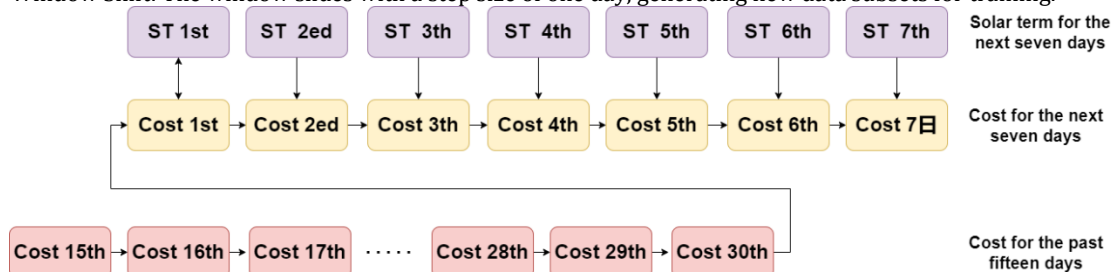 Window Shift: The window slides with a step size of one day, generating new data subsets for training.
ST 1st ST 2ed ST 3th ST 4th ST 5th ST 6th ST 7th
Solar term for the
next seven days
Cost 1st Cost 2ed Cost 3th Cost 4th Cost 5th Cost 6th Cost 7日
Cost for the next
seven days
Cost 15th Cost 16th Cost 17th ····· Cost 28th Cost 29th Cost 30th
Cost for the past
fifteen days